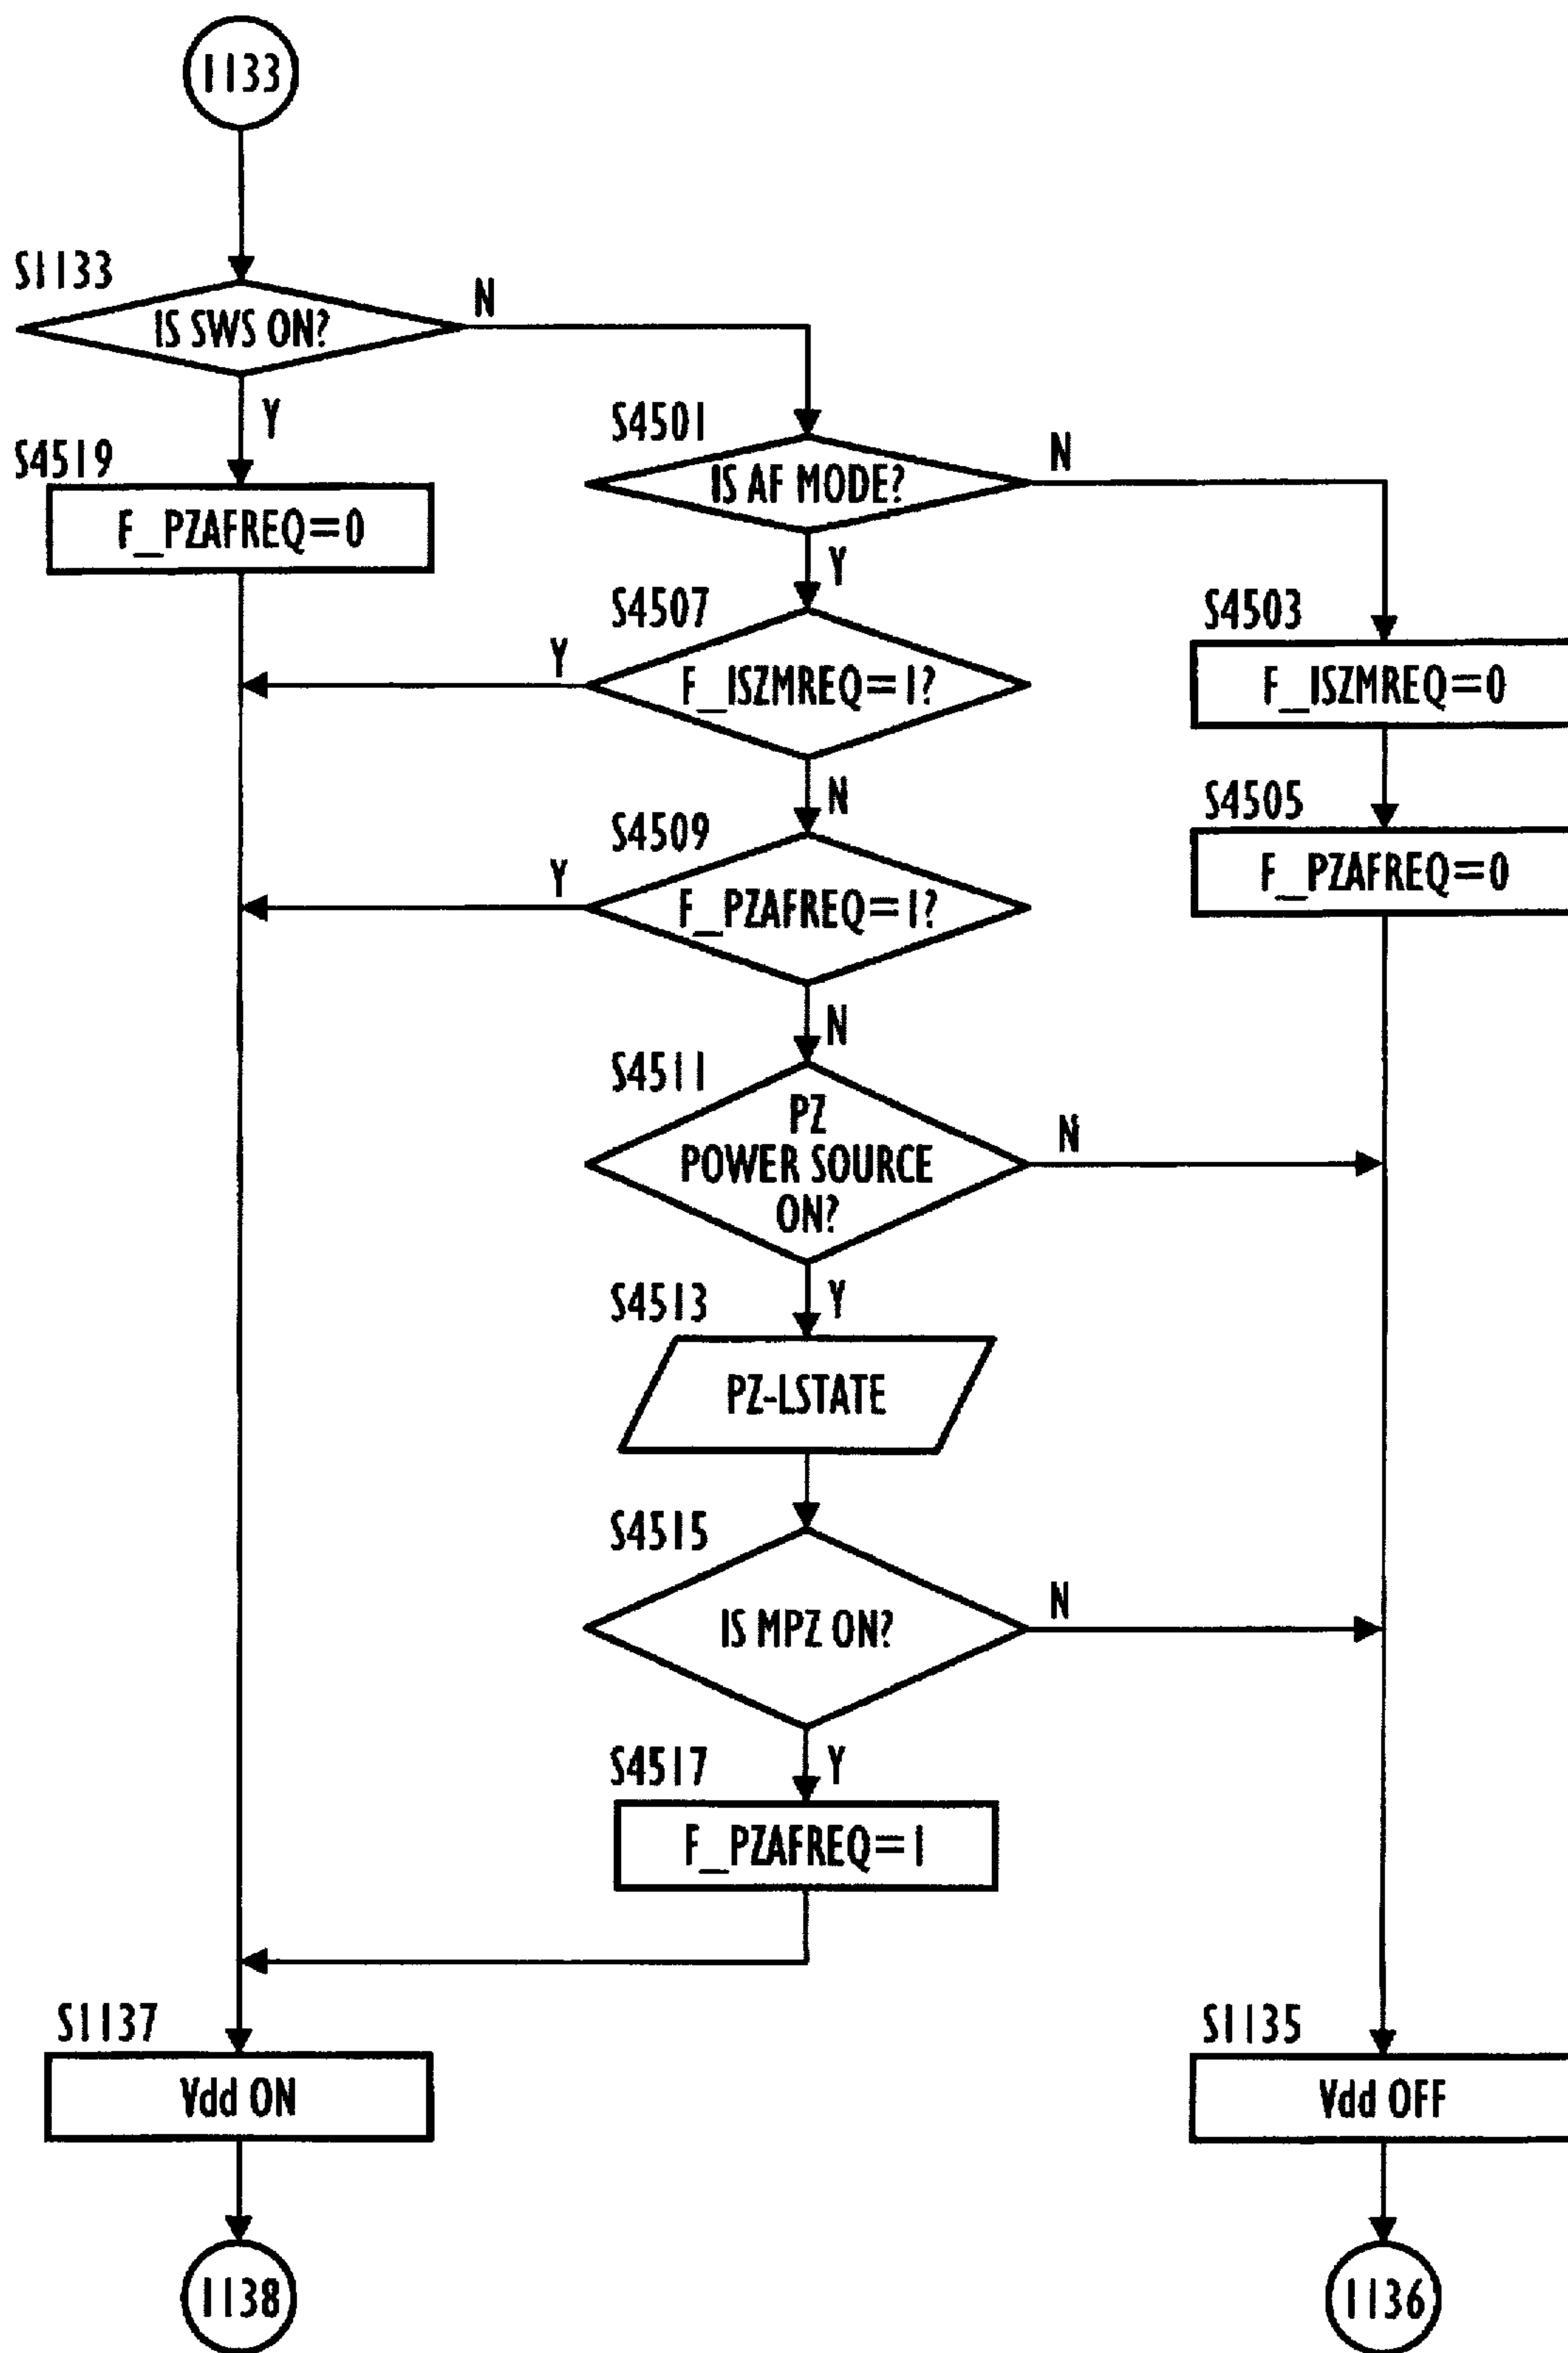 1133
S1133
IS SWS ON?
N
Y
S4519
F_PZAFREQ=0
S4501
IS AF MODE?
N
Y
S4507
F_ISZMREQ=1?
Y
N
S4503
F_ISZMREQ=0
S4505
F_PZAFREQ=0
S4509
F_PZAFREQ=1?
Y
N
S4511
PZ
POWER SOURCE
ON?
N
Y
S4513
PZ-LSTATE
S4515
IS MPZ ON?
N
Y
S4517
F_PZAFREQ=1
S1137
Vdd ON
S1135
Vdd OFF
1138
1136